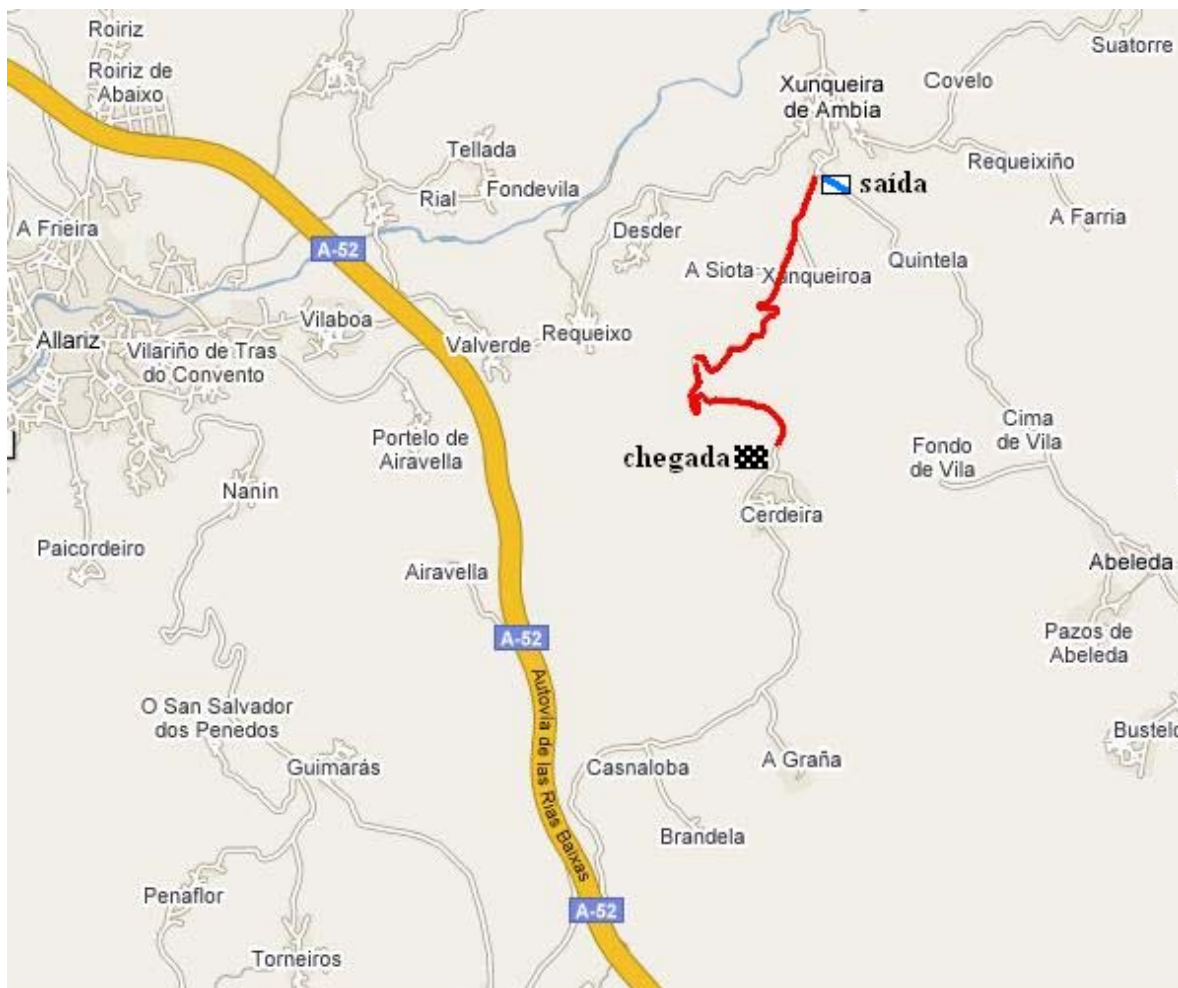 Roiriz
Roiriz de
Abaixo
Suatorre
Covelo
Xunqueira
de Ambia
Tellada
Requeixiño
Rial
Fondevila
saída
A Frieira
A Farria
Desder
A-52
Quintela
A Siota
Xunqueiroa
Vilaboa
Requeixo
Allariz
Valverde
Vilariño de Tras
do Convento
Cima
de Vila
Portelo de
Airavella
chegada
Fondo
de Vila
Nanin
Cerdeira
Paicordeiro
Airavella
Abeleda
A-52
Pazos de
Abeleda
O San Salvador
dos Penedos
Autovía de las Rías Baixas
Bustelo
Guimarás
Casnaloba
A Graña
Brandela
Penaflor
A-52
Torneiros